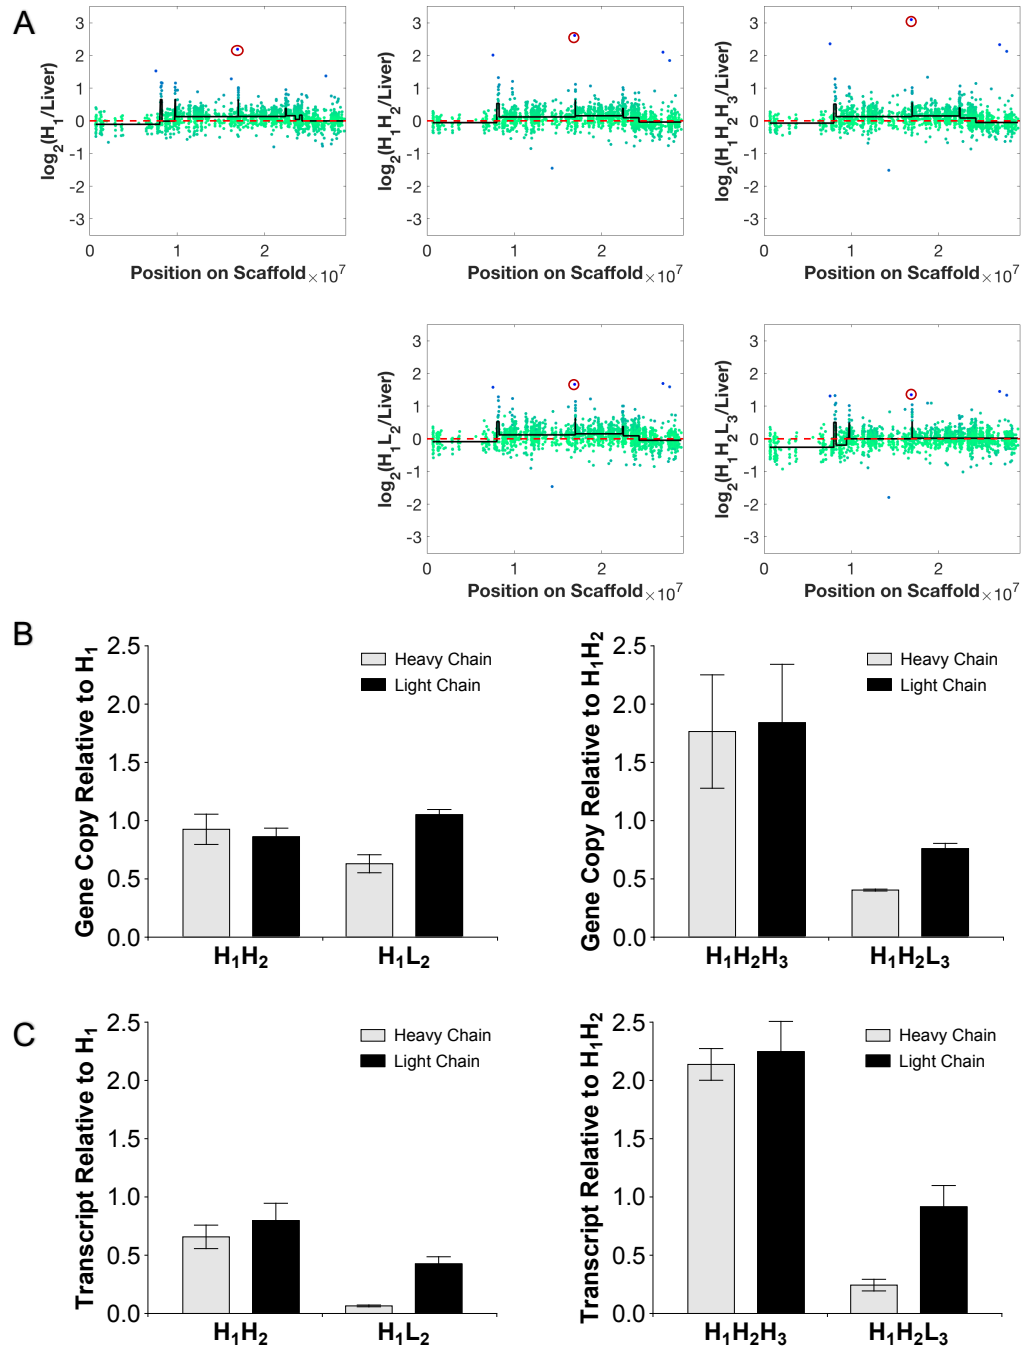 A
log2(H1/Liver)
3
2
1
0
-1
-2
-3
0
1
2
Position on Scaffold ×10^7
log2(H1H2/Liver)
3
2
1
0
-1
-2
-3
0
1
2
Position on Scaffold ×10^7
log2(H1H2H3/Liver)
3
2
1
0
-1
-2
-3
0
1
2
Position on Scaffold ×10^7
log2(H1L2/Liver)
3
2
1
0
-1
-2
-3
0
1
2
Position on Scaffold ×10^7
log2(H1H2L3/Liver)
3
2
1
0
-1
-2
-3
0
1
2
Position on Scaffold ×10^7
B
Gene Copy Relative to H1
2.5
2.0
1.5
1.0
0.5
0.0
Heavy Chain
Light Chain
H1H2
H1L2
Gene Copy Relative to H1H2
2.5
2.0
1.5
1.0
0.5
0.0
Heavy Chain
Light Chain
H1H2H3
H1H2L3
C
Transcript Relative to H1
2.5
2.0
1.5
1.0
0.5
0.0
Heavy Chain
Light Chain
H1H2
H1L2
Transcript Relative to H1H2
2.5
2.0
1.5
1.0
0.5
0.0
Heavy Chain
Light Chain
H1H2H3
H1H2L3